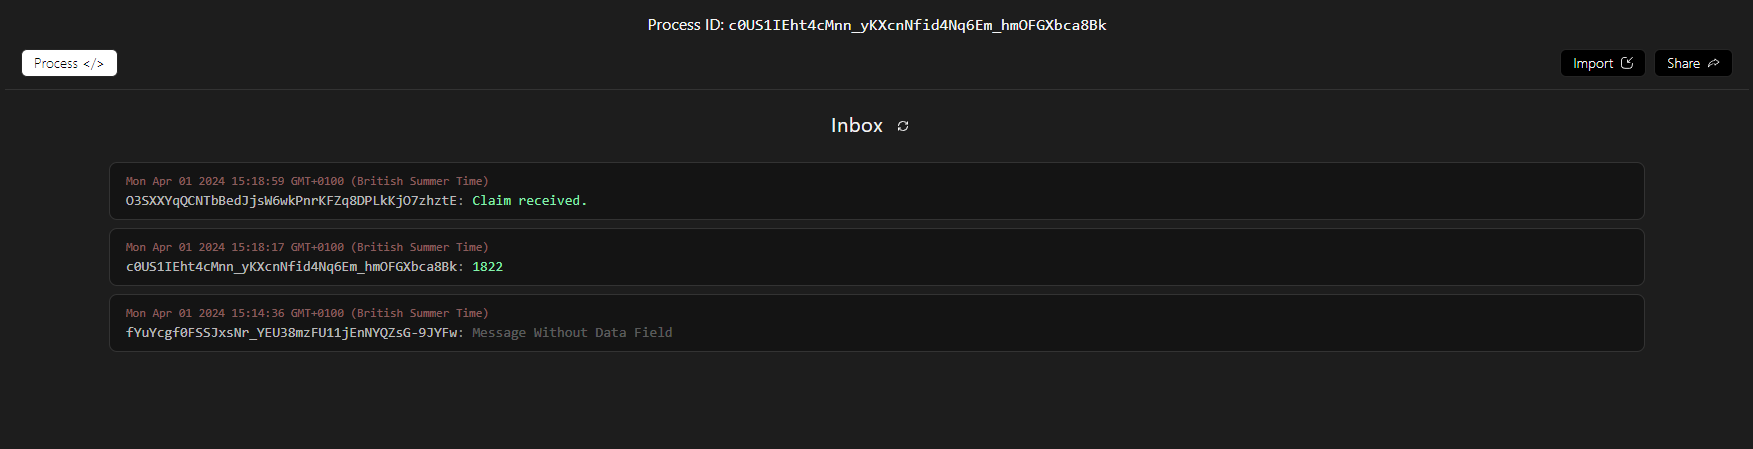 Process ID: c0US1IEht4cMnn_yKXcnNfid4Nq6Em_hmOFGXbca8Bk
Process </>
Import
Share
Inbox
Mon Apr 01 2024 15:18:59 GMT+0100 (British Summer Time)
O3SXXYqQCNTbBedJjsW6wkPnrKFZq8DPLkKjO7zhztE: Claim received.
Mon Apr 01 2024 15:18:17 GMT+0100 (British Summer Time)
c0US1IEht4cMnn_yKXcnNfid4Nq6Em_hmOFGXbca8Bk: 1822
Mon Apr 01 2024 15:14:36 GMT+0100 (British Summer Time)
fYuYcgf0FSSJxsNr_YEU38mzFU11jEnNYQZsG-9JYFw: Message Without Data Field